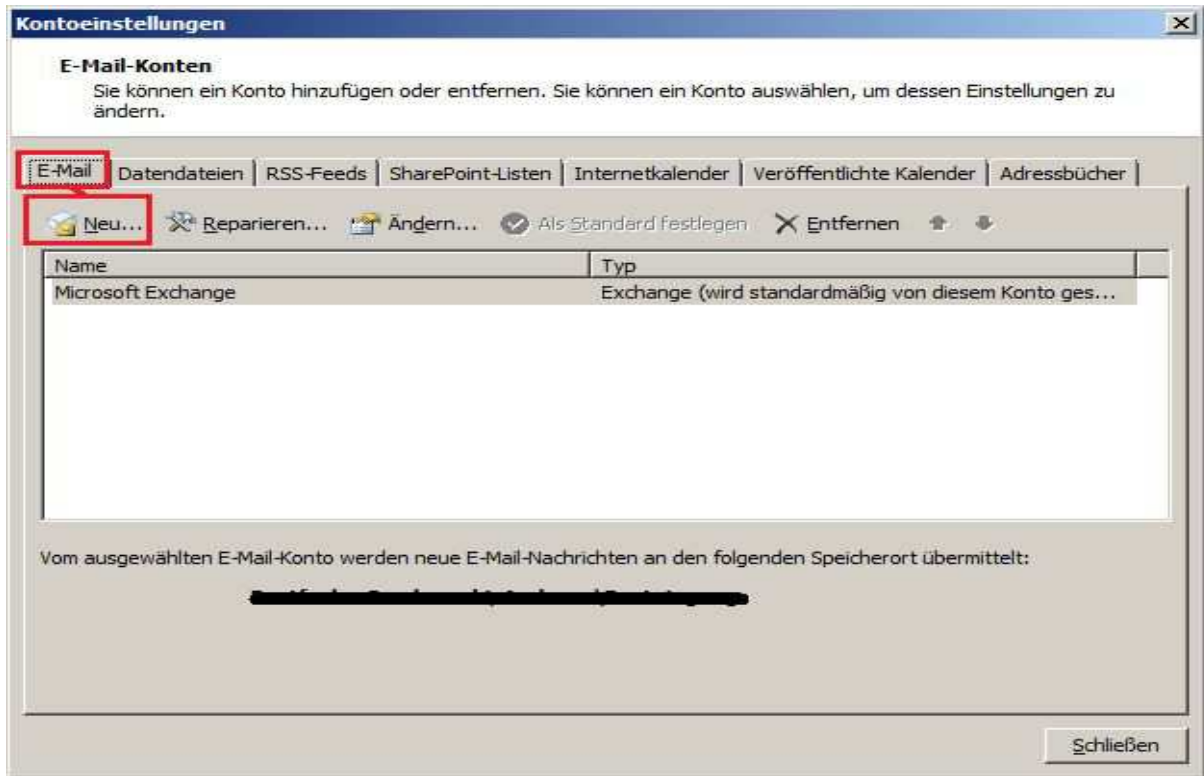 Kontoeinstellungen
E-Mail-Konten
Sie können ein Konto hinzufügen oder entfernen. Sie können ein Konto auswählen, um dessen Einstellungen zu
ändern.
E-Mail Datendateien RSS-Feeds SharePoint-Listen Internetkalender Veröffentlichte Kalender Adressbücher
Neu... Reparieren... Ändern... Als Standard festlegen Entfernen
Name Typ
Microsoft Exchange Exchange (wird standardmäßig von diesem Konto ges...
Vom ausgewählten E-Mail-Konto werden neue E-Mail-Nachrichten an den folgenden Speicherort übermittelt:
Schließen